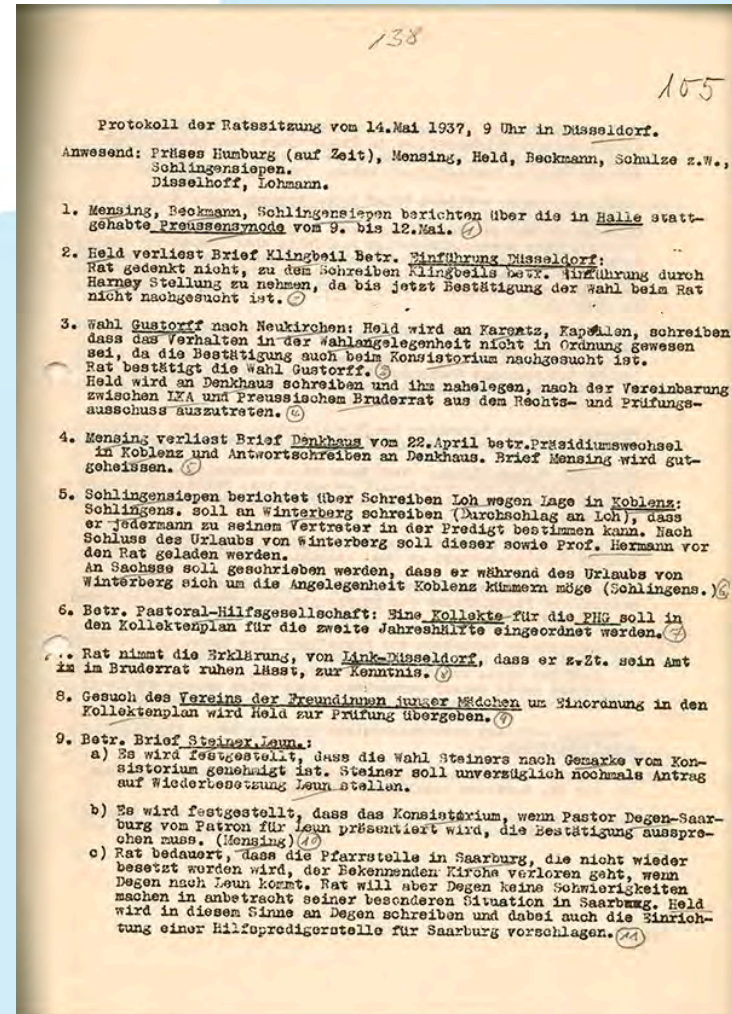 138
105
Protokoll der Ratssitzung vom 14.Mai 1937, 9 Uhr in Düsseldorf.
Anwesend: Präses Humburg (auf Zeit), Mensing, Held, Beckmann, Schulze z.W.,
Schlingensiepen.
Disselhoff, Lohmann.
1. Mensing, Beckmann, Schlingensiepen berichten über die in Halle statt-
gehabte Preussensynode vom 9. bis 12.Mai. 1
2. Held verliest Brief Klingbeil Betr. Einführung Düsseldorf:
Rat gedenkt nicht, zu dem Schreiben Klingbeils betr. Einführung durch
Harney Stellung zu nehmen, da bis jetzt Bestätigung der Wahl beim Rat
nicht nachgesucht ist.
3. Wahl Gustorff nach Neukirchen: Held wird an Karentz, Kapellen, schreiben
dass das Verhalten in der Wahlangelegenheit nicht in Ordnung gewesen
sei, da die Bestätigung auch beim Konsistorium nachgesucht ist.
Rat bestätigt die Wahl Gustorff. 3
Held wird an Denkhaus schreiben und ihm nahelegen, nach der Vereinbarung
zwischen LKA und Preussischem Bruderrat aus dem Rechts- und Prüfungs-
ausschuss auszutreten. 4
4. Mensing verliest Brief Denkhaus vom 22.April betr.Präsidiumswechsel
in Koblenz und Antwortschreiben an Denkhaus. Brief Mensing wird gut-
geheissen. 5
5. Schlingensiepen berichtet über Schreiben Loh wegen Lage in Koblenz:
Schlingens. soll an Winterberg schreiben (Durchschlag an Loh), dass
er jedermann zu seinem Vertreter in der Predigt bestimmen kann. Nach
Schluss des Urlaubs von Winterberg soll dieser sowie Prof. Hermann vor
den Rat geladen werden.
An Sachsse soll geschrieben werden, dass er während des Urlaubs von
Winterberg sich um die Angelegenheit Koblenz kümmern möge (Schlingens.) 6
6. Betr. Pastoral-Hilfsgesellschaft: Eine Kollekte für die PHG soll in
den Kollektenplan für die zweite Jahreshälfte eingeordnet werden. 7
Rat nimmt die Erklärung, von Link-Düsseldorf, dass er z.Zt. sein Amt
im im Bruderrat ruhen lässt, zur Kenntnis. 8
8. Gesuch des Vereins der Freundinnen junger Mädchen um Einordnung in den
Kollektenplan wird Held zur Prüfung übergeben. 9
9. Betr. Brief Steiner Leun.:
a) Es wird festgestellt, dass die Wahl Steiners nach Gemarke vom Kon-
sistorium genehmigt ist. Steiner soll unverzüglich nochmals Antrag
auf Wiederbesetzung Leun stellen.
b) Es wird festgestellt, dass das Konsistorium, wenn Pastor Degen-Saar-
burg vom Patron für Leun präsentiert wird, die Bestätigung ausspre-
chen muss. (Mensing) 10
c) Rat bedauert, dass die Pfarrstelle in Saarburg, die nicht wieder
besetzt werden wird, der Bekennenden Kirche verloren geht, wenn
Degen nach Leun kommt. Rat will aber Degen keine Schwierigkeiten
machen in anbetracht seiner besonderen Situation in Saarburg. Held
wird in diesem Sinne an Degen schreiben und dabei auch die Einrich-
tung einer Hilfspredigerstelle für Saarburg vorschlagen. 11